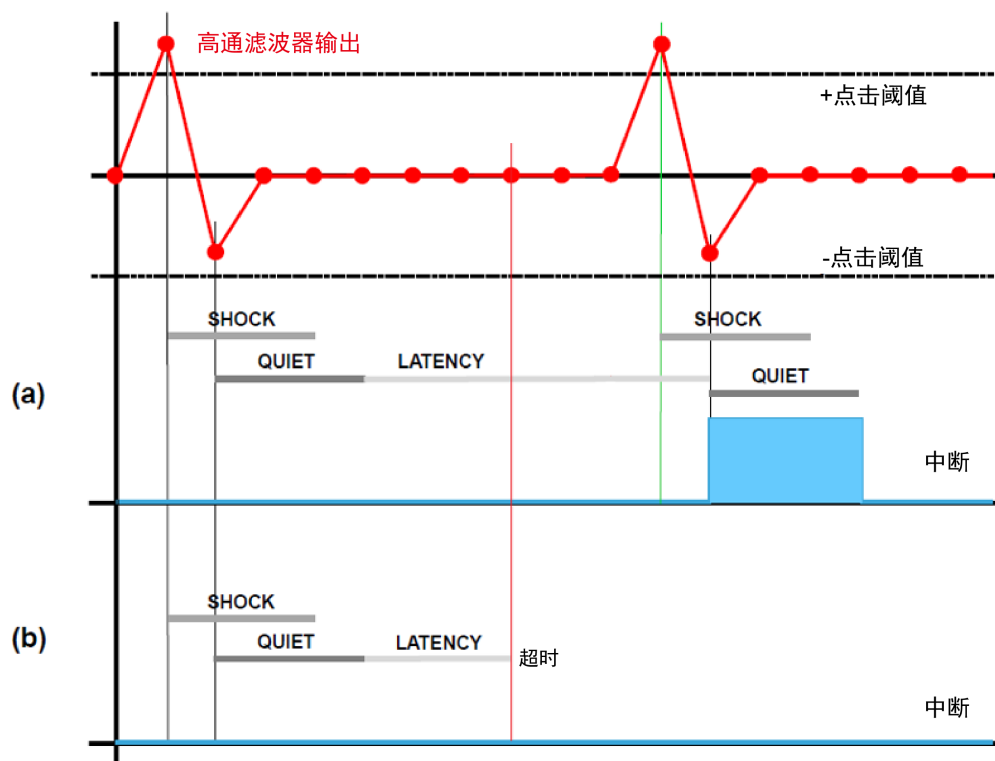 高通滤波器输出
+点击阈值
-点击阈值
SHOCK
SHOCK
QUIET
LATENCY
QUIET
(a)
中断
SHOCK
(b)
QUIET
LATENCY
超时
中断